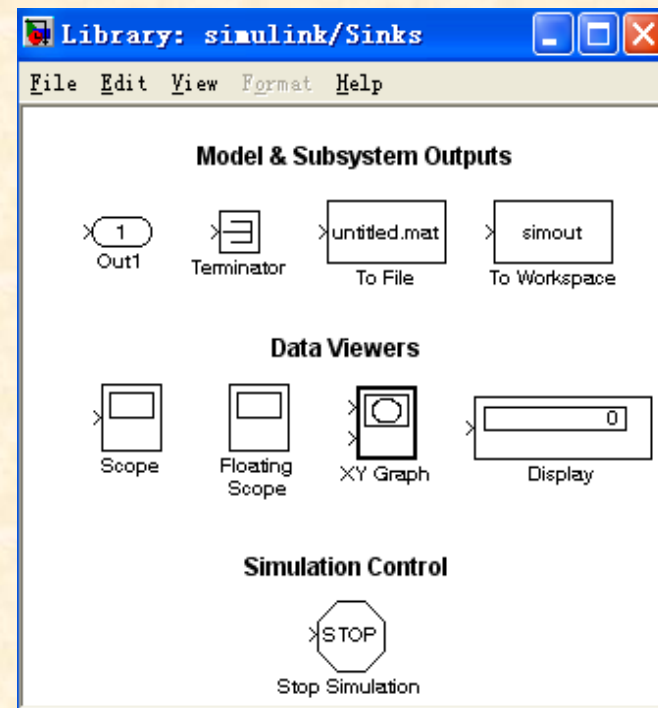 Library: simulink/Sinks
File Edit View Format Help
Model & Subsystem Outputs
1
Out1
Terminator
untitled.mat
To File
simout
To Workspace
Data Viewers
Scope
Floating
Scope
XY Graph
0
Display
Simulation Control
STOP
Stop Simulation